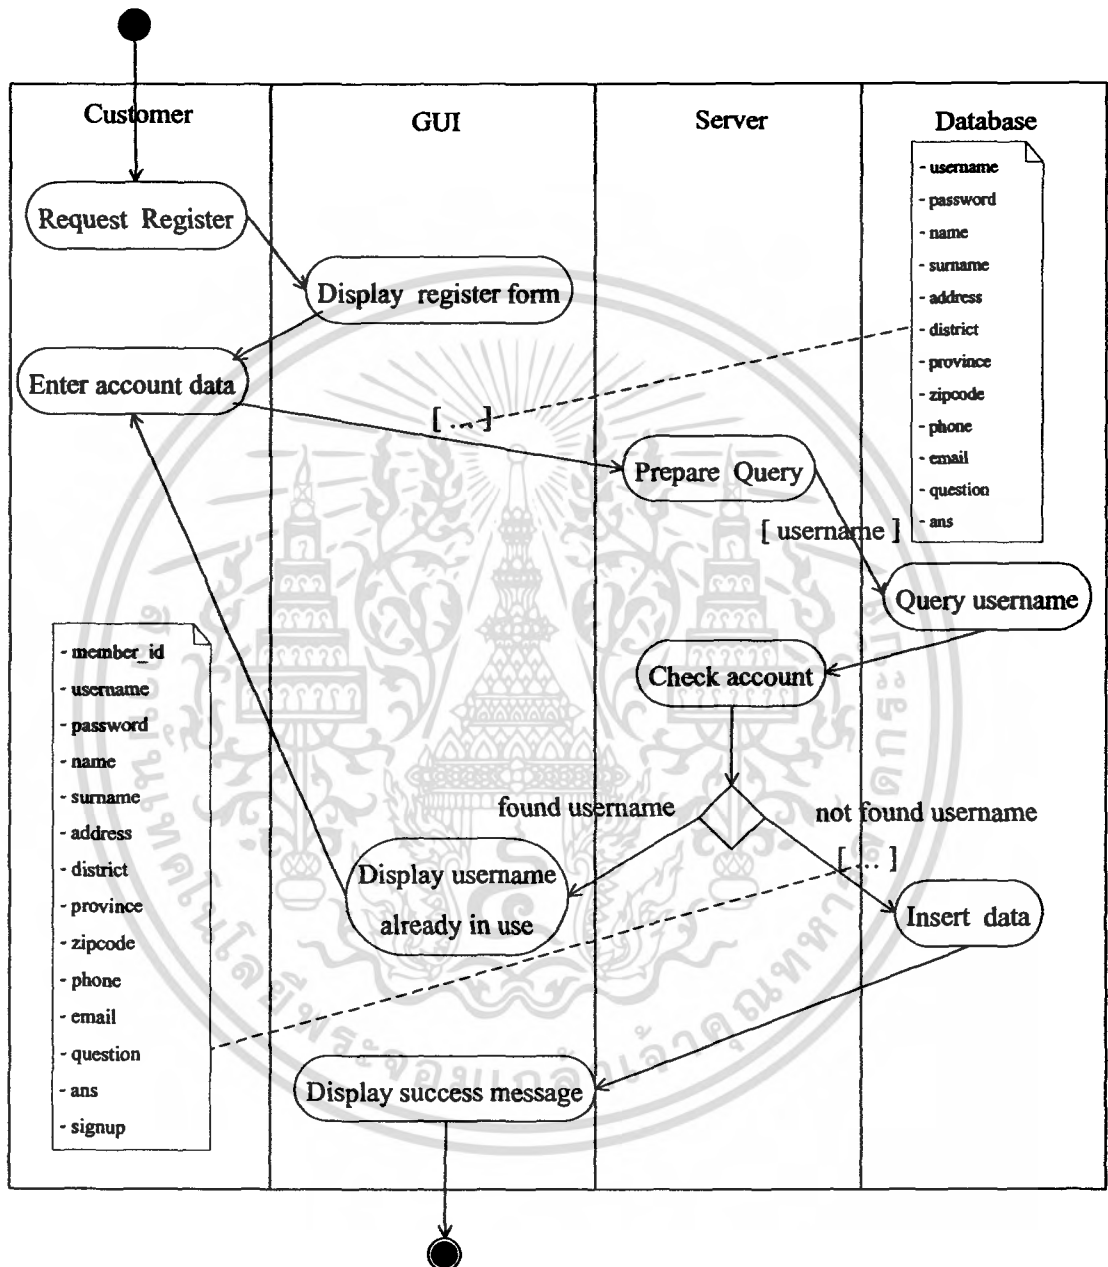 Customer
GUI
Server
Database
- username
- password
- name
- surname
- address
- district
- province
- zipcode
- phone
- email
- question
- ans
Request Register
Display register form
Enter account data
[ ... ]
Prepare Query
[ username ]
Query username
Check account
found username
not found username
[ ... ]
Display username
already in use
Insert data
Display success message
- member_id
- username
- password
- name
- surname
- address
- district
- province
- zipcode
- phone
- email
- question
- ans
- signup